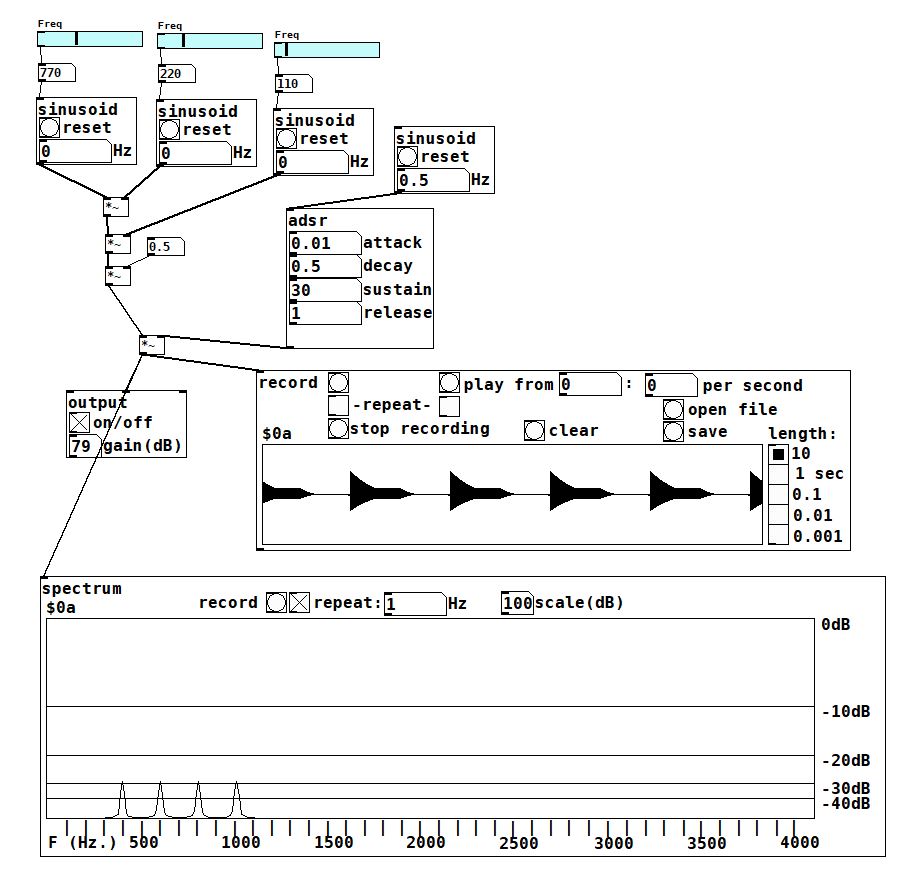 Freq
Freq
Freq
770
220
110
sinusoid
reset
0 Hz
sinusoid
reset
0 Hz
sinusoid
reset
0 Hz
sinusoid
reset
0.5 Hz
*~
*~
0.5
*~
adsr
0.01 attack
0.5 decay
30 sustain
1 release
*~
output
on/off
79 gain(dB)
record play from 0 : 0 per second
-repeat- open file
$0a stop recording clear save length:
10
1 sec
0.1
0.01
0.001
spectrum
$0a record repeat: 1 Hz 100 scale(dB)
0dB
-10dB
-20dB
-30dB
-40dB
F (Hz.) 500 1000 1500 2000 2500 3000 3500 4000